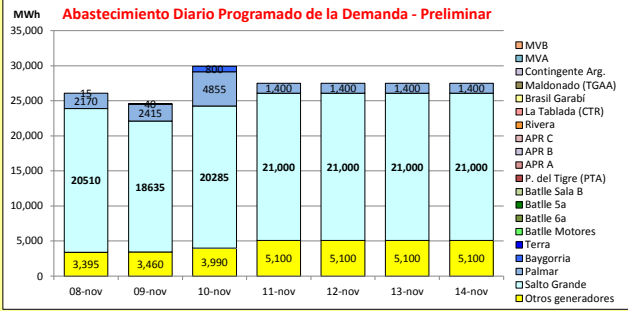 MWh Abastecimiento Diario Programado de la Demanda - Preliminar
35,000
30,000
25,000
20,000
15,000
10,000
5,000
0
15
2170
20510
3,395
40
2415
18635
3,460
800
4855
20285
3,990
1,400
21,000
5,100
1,400
21,000
5,100
1,400
21,000
5,100
1,400
21,000
5,100
08-nov 09-nov 10-nov 11-nov 12-nov 13-nov 14-nov
MVB
MVA
Contingente Arg.
Maldonado (TGAA)
Brasil Garabí
La Tablada (CTR)
Rivera
APR C
APR B
APR A
P. del Tigre (PTA)
Batlle Sala B
Batlle 5a
Batlle 6a
Batlle Motores
Terra
Baygorria
Palmar
Salto Grande
Otros generadores